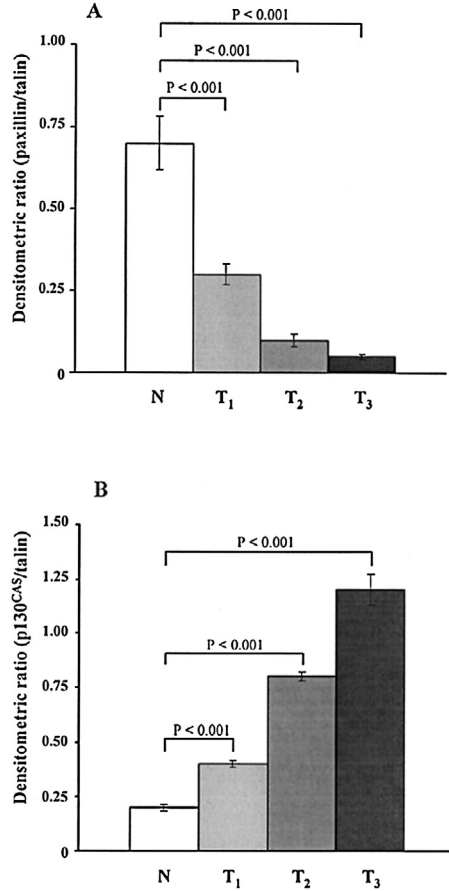 A
P < 0.001
P < 0.001
P < 0.001
Densitometric ratio (paxillin/talin)
1.00
0.75
0.50
0.25
0
N T₁ T₂ T₃
B
P < 0.001
P < 0.001
P < 0.001
Densitometric ratio (p130ᶜᴬˢ/talin)
1.50
1.25
1.00
0.75
0.50
0.25
0
N T₁ T₂ T₃